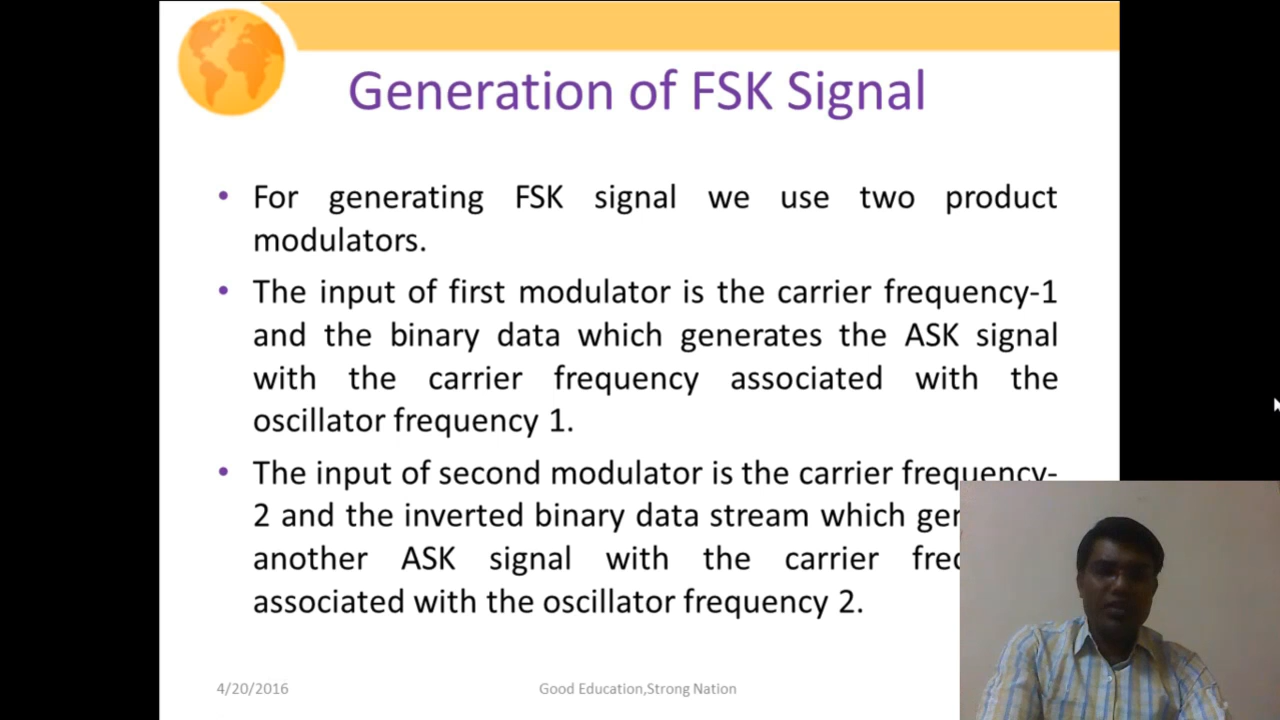 Generation of FSK Signal
• For generating FSK signal we use two product
modulators.
• The input of first modulator is the carrier frequency-1
and the binary data which generates the ASK signal
with the carrier frequency associated with the
oscillator frequency 1.
• The input of second modulator is the carrier frequency-
2 and the inverted binary data stream which
another ASK signal with the carrier
associated with the oscillator frequency 2.
4/20/2016
Good Education,Strong Nation